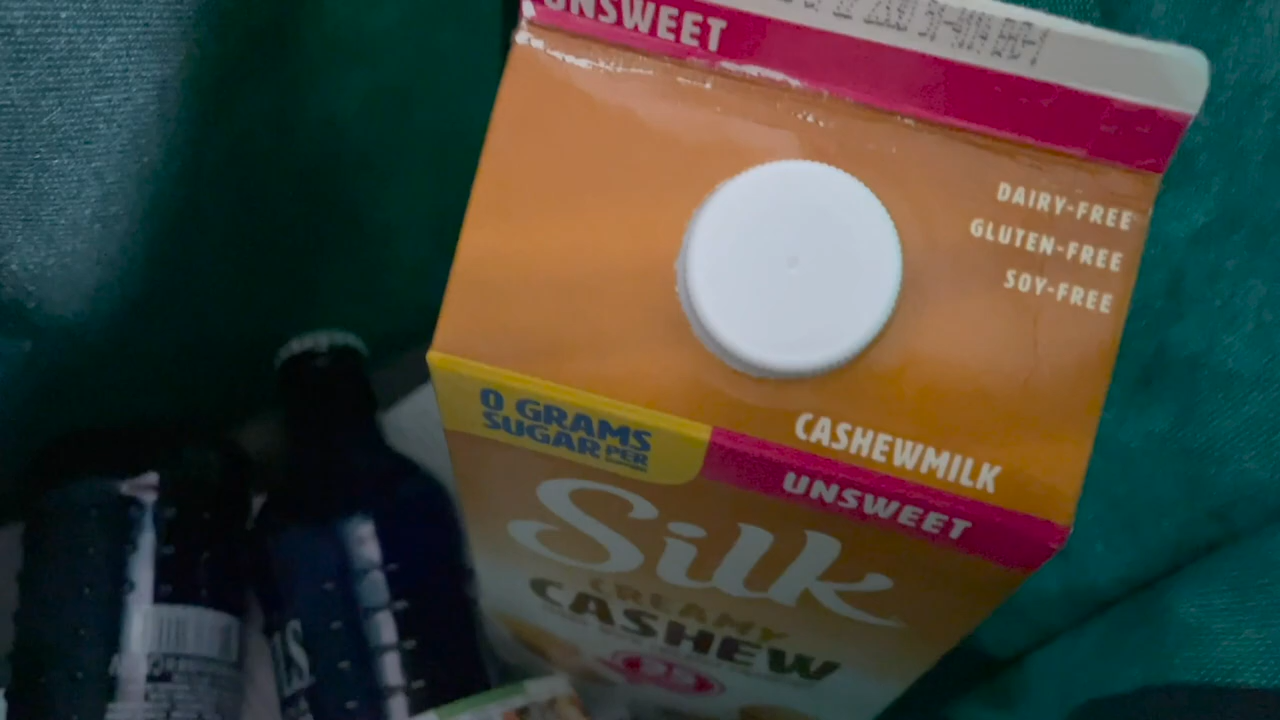 UNSWEET
DAIRY-FREE
GLUTEN-FREE
SOY-FREE
CASHEWMILK
UNSWEET
0 GRAMS
SUGAR PER
Silk
CREAMY
CASHEW